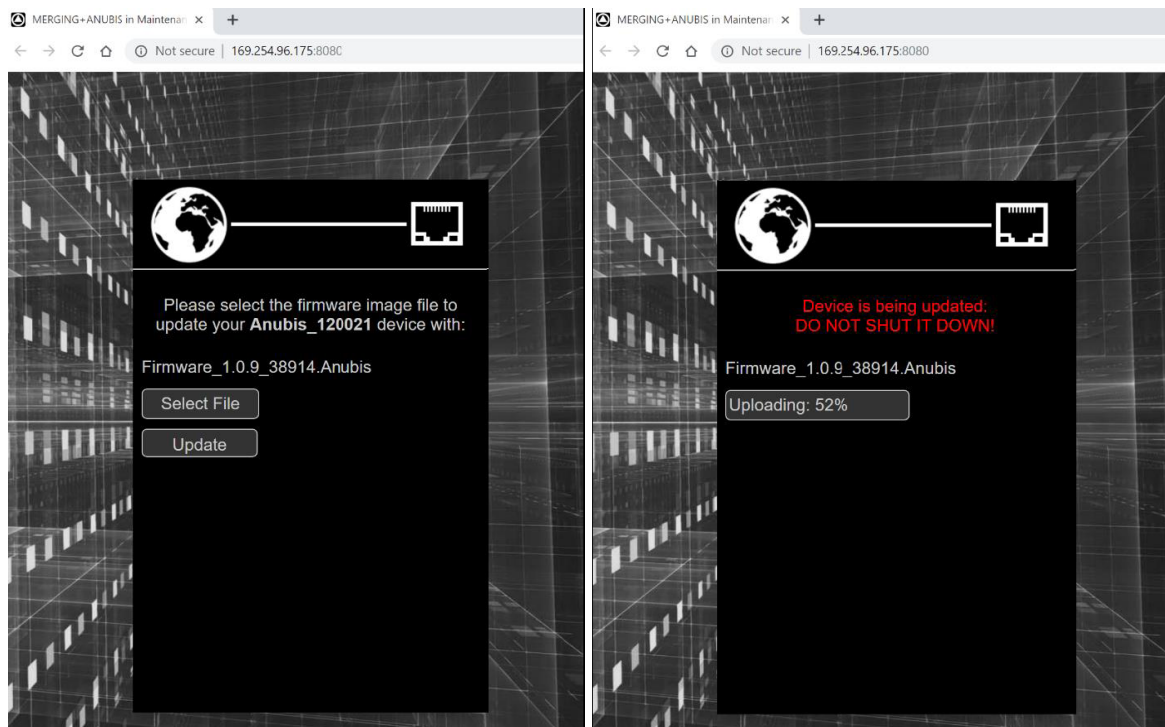 MERGING+ANUBIS in Maintenan
Not secure | 169.254.96.175:8080
Please select the firmware image file to
update your Anubis_120021 device with:
Firmware_1.0.9_38914.Anubis
Select File
Update
MERGING+ANUBIS in Maintenan
Not secure | 169.254.96.175:8080
Device is being updated:
DO NOT SHUT IT DOWN!
Firmware_1.0.9_38914.Anubis
Uploading: 52%